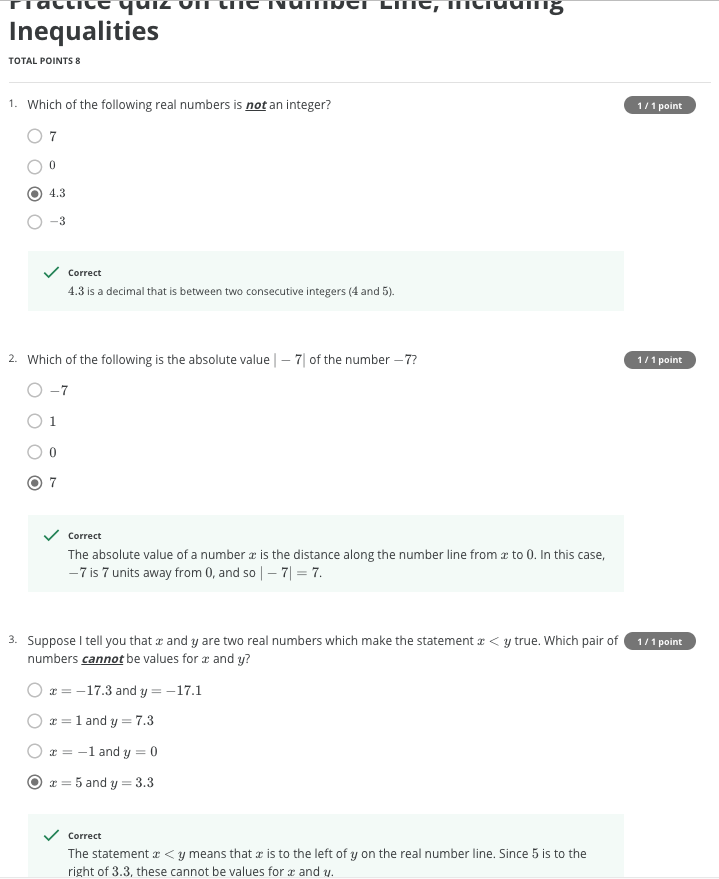 Practice quiz on the Number Line, including
Inequalities
TOTAL POINTS 8
1. Which of the following real numbers is not an integer?
1 / 1 point
7
0
4.3
−3
Correct
4.3 is a decimal that is between two consecutive integers (4 and 5).
2. Which of the following is the absolute value | − 7| of the number −7?
1 / 1 point
−7
1
0
7
Correct
The absolute value of a number x is the distance along the number line from x to 0. In this case,
−7 is 7 units away from 0, and so | − 7| = 7.
3. Suppose I tell you that x and y are two real numbers which make the statement x < y true. Which pair of
1 / 1 point
numbers cannot be values for x and y?
x = −17.3 and y = −17.1
x = 1 and y = 7.3
x = −1 and y = 0
x = 5 and y = 3.3
Correct
The statement x < y means that x is to the left of y on the real number line. Since 5 is to the
right of 3.3, these cannot be values for x and y.